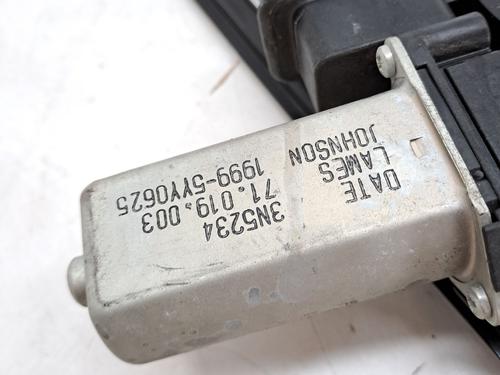 DATE
LAMES
JOHNSON
3N5234
71.019.003
1999-5YY0625